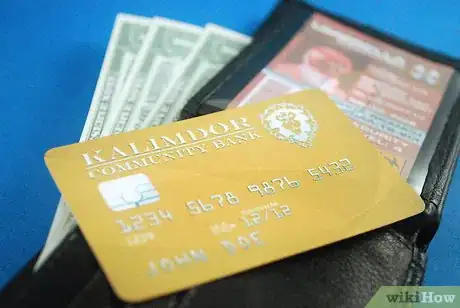 KALIMDOR
COMMUNITY BANK
1234 5678 9876 5432
12/12
JOHN DOE
wikiHow